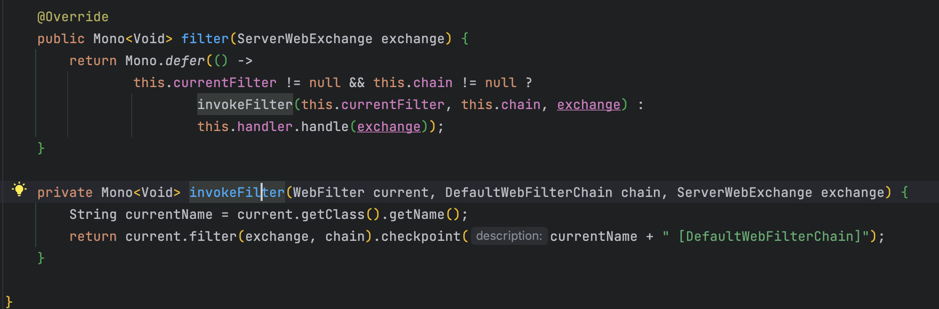 @Override
public Mono<Void> filter(ServerWebExchange exchange) {
return Mono.defer(() ->
this.currentFilter != null && this.chain != null ?
invokeFilter(this.currentFilter, this.chain, exchange) :
this.handler.handle(exchange));
}
private Mono<Void> invokeFilter(WebFilter current, DefaultWebFilterChain chain, ServerWebExchange exchange) {
String currentName = current.getClass().getName();
return current.filter(exchange, chain).checkpoint( description: currentName + " [DefaultWebFilterChain]");
}
}